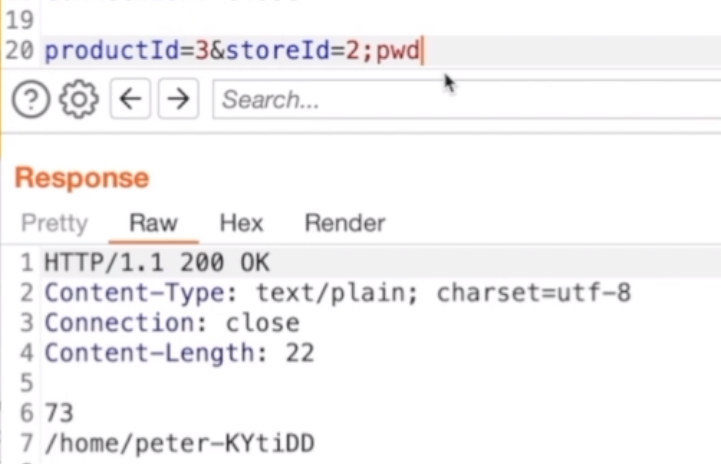 19
20 productId=3&storeId=2;pwd
Search...
Response
Pretty Raw Hex Render
1 HTTP/1.1 200 OK
2 Content-Type: text/plain; charset=utf-8
3 Connection: close
4 Content-Length: 22
5
6 73
7 /home/peter-KYtiDD